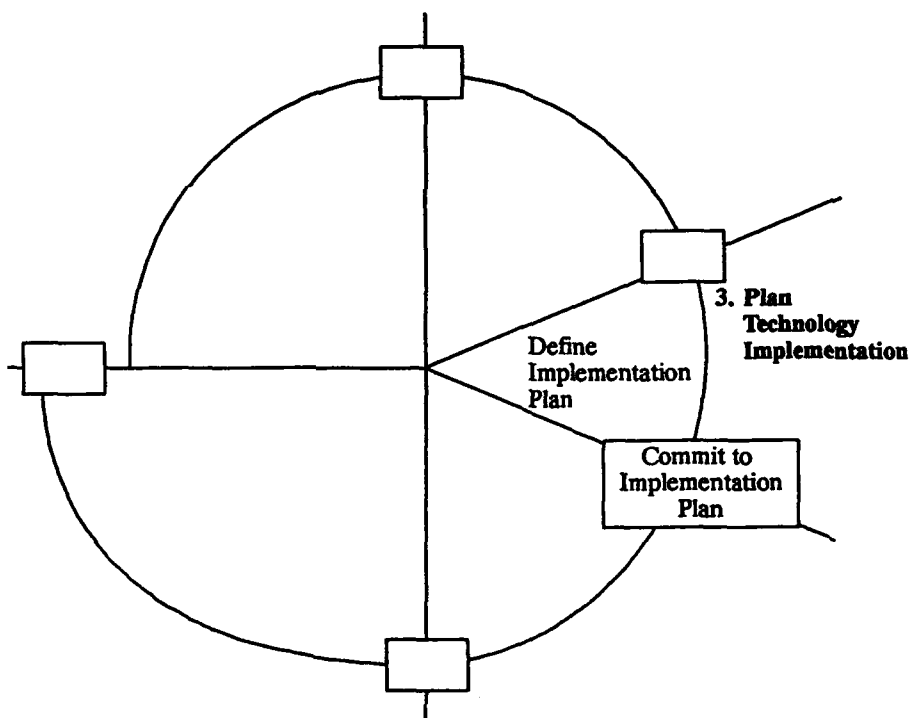 3. Plan
Technology
Implementation
Define
Implementation
Plan
Commit to
Implementation
Plan